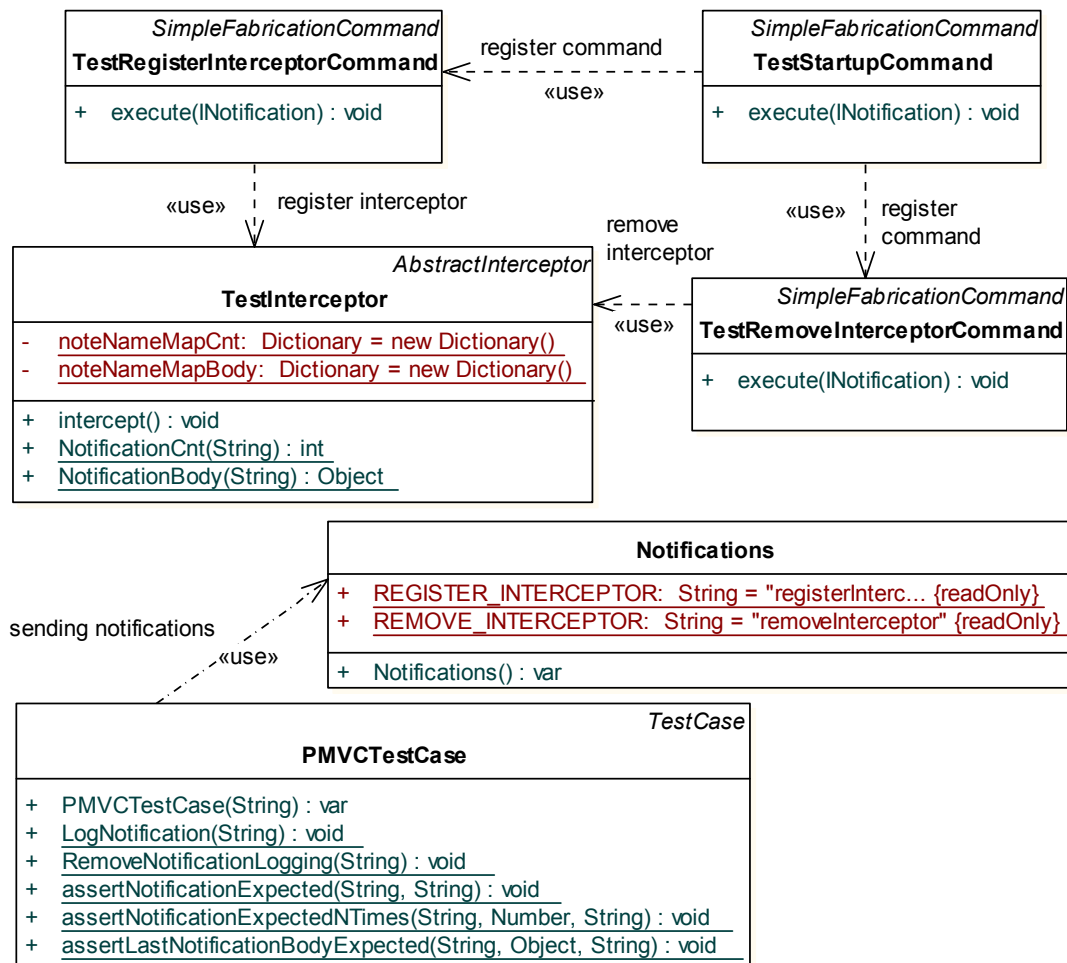 SimpleFabricationCommand
TestRegisterInterceptorCommand
+ execute(INotification) : void
register command
«use»
SimpleFabricationCommand
TestStartupCommand
+ execute(INotification) : void
«use»
register interceptor
«use»
register
command
remove
interceptor
«use»
AbstractInterceptor
TestInterceptor
- noteNameMapCnt: Dictionary = new Dictionary()
- noteNameMapBody: Dictionary = new Dictionary()
+ intercept() : void
+ NotificationCnt(String) : int
+ NotificationBody(String) : Object
SimpleFabricationCommand
TestRemoveInterceptorCommand
+ execute(INotification) : void
Notifications
+ REGISTER_INTERCEPTOR: String = "registerInterc... {readOnly}
+ REMOVE_INTERCEPTOR: String = "removeInterceptor" {readOnly}
+ Notifications() : var
sending notifications
«use»
TestCase
PMVCTestCase
+ PMVCTestCase(String) : var
+ LogNotification(String) : void
+ RemoveNotificationLogging(String) : void
+ assertNotificationExpected(String, String) : void
+ assertNotificationExpectedNTimes(String, Number, String) : void
+ assertLastNotificationBodyExpected(String, Object, String) : void